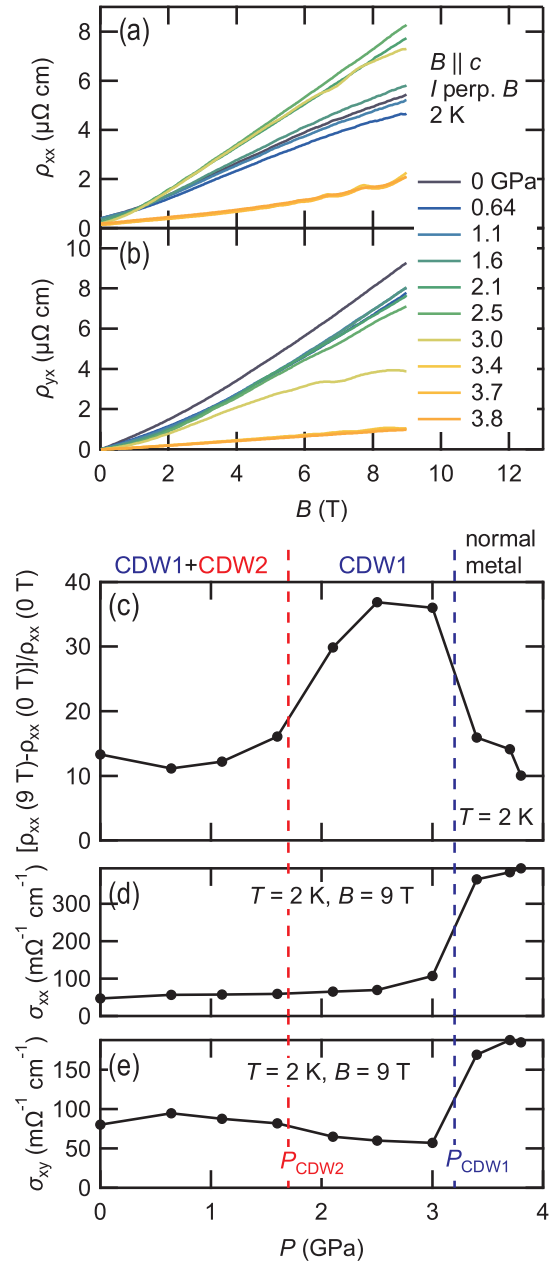 (a)
8
6
4
2
0
ρxx (μΩ cm)
B || c
I perp. B
2 K
0 GPa
0.64
1.1
1.6
2.1
2.5
3.0
3.4
3.7
3.8
(b)
10
8
6
4
2
0
ρyx (μΩ cm)
0 2 4 6 8 10 12
B (T)
CDW1+CDW2
CDW1
normal
metal
(c)
40
30
20
10
0
[ρxx (9 T)-ρxx (0 T)]/ρxx (0 T)
T = 2 K
(d)
T = 2 K, B = 9 T
300
200
100
0
σxx (mΩ⁻¹ cm⁻¹)
(e)
T = 2 K, B = 9 T
150
100
50
0
σxy (mΩ⁻¹ cm⁻¹)
PCDW2
PCDW1
0 1 2 3 4
P (GPa)